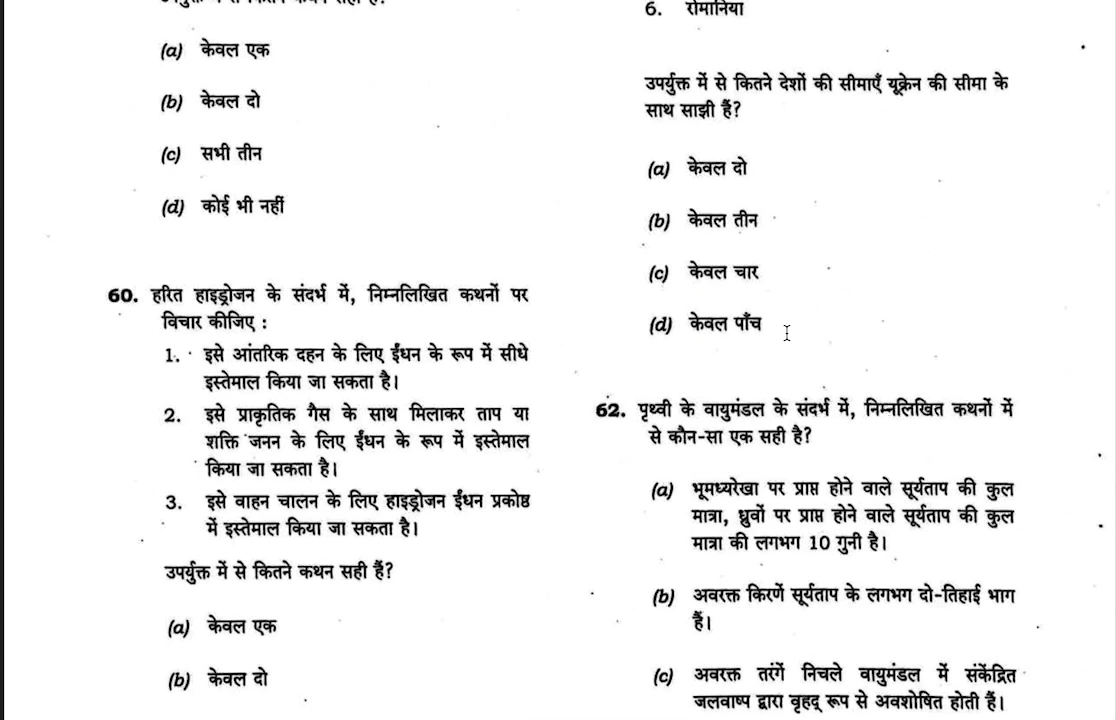 (a) केवल एक
(b) केवल दो
(c) सभी तीन
(d) कोई भी नहीं
60. हरित हाइड्रोजन के संदर्भ में, निम्नलिखित कथनों पर
विचार कीजिए :
1. इसे आंतरिक दहन के लिए ईंधन के रूप में सीधे
इस्तेमाल किया जा सकता है।
2. इसे प्राकृतिक गैस के साथ मिलाकर ताप या
शक्ति जनन के लिए ईंधन के रूप में इस्तेमाल
किया जा सकता है।
3. इसे वाहन चालन के लिए हाइड्रोजन ईंधन प्रकोष्ठ
में इस्तेमाल किया जा सकता है।
उपर्युक्त में से कितने कथन सही हैं?
(a) केवल एक
(b) केवल दो
6. रोमानिया
उपर्युक्त में से कितने देशों की सीमाएँ यूक्रेन की सीमा के
साथ साझी हैं?
(a) केवल दो
(b) केवल तीन
(c) केवल चार
(d) केवल पाँच
62. पृथ्वी के वायुमंडल के संदर्भ में, निम्नलिखित कथनों में
से कौन-सा एक सही है?
(a) भूमध्यरेखा पर प्राप्त होने वाले सूर्यताप की कुल
मात्रा, ध्रुवों पर प्राप्त होने वाले सूर्यताप की कुल
मात्रा की लगभग 10 गुनी है।
(b) अवरक्त किरणें सूर्यताप के लगभग दो-तिहाई भाग
हैं।
(c) अवरक्त तरंगें निचले वायुमंडल में संकेंद्रित
जलवाष्प द्वारा वृहद् रूप से अवशोषित होती हैं।